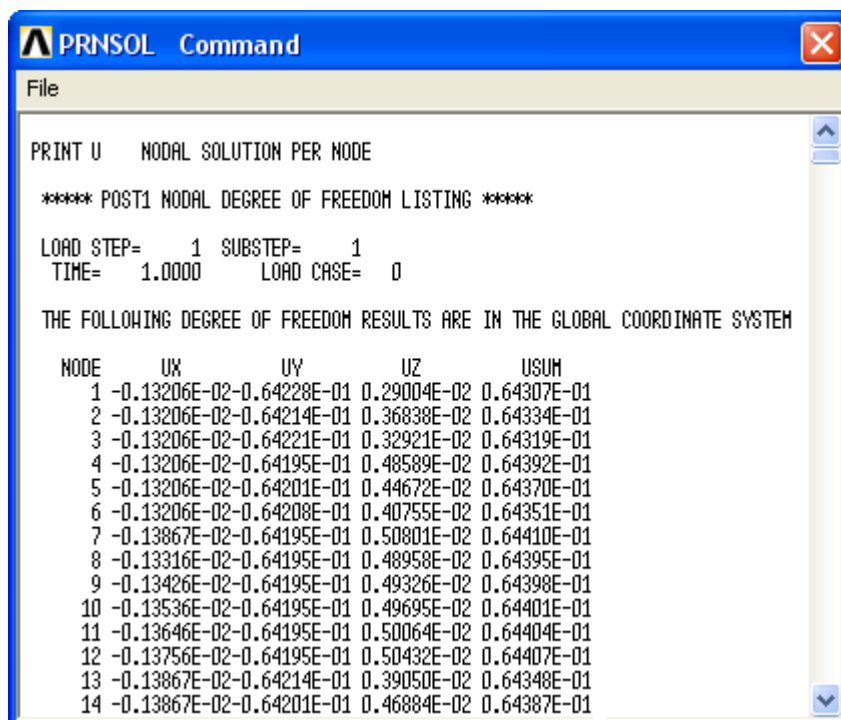 PRNSOL Command
File
PRINT U NODAL SOLUTION PER NODE
***** POST1 NODAL DEGREE OF FREEDOM LISTING *****
LOAD STEP= 1 SUBSTEP= 1
TIME= 1.0000 LOAD CASE= 0
THE FOLLOWING DEGREE OF FREEDOM RESULTS ARE IN THE GLOBAL COORDINATE SYSTEM
NODE UX UY UZ USUM
1 -0.13206E-02-0.64228E-01 0.29004E-02 0.64307E-01
2 -0.13206E-02-0.64214E-01 0.36838E-02 0.64334E-01
3 -0.13206E-02-0.64221E-01 0.32921E-02 0.64319E-01
4 -0.13206E-02-0.64195E-01 0.48589E-02 0.64392E-01
5 -0.13206E-02-0.64201E-01 0.44672E-02 0.64370E-01
6 -0.13206E-02-0.64208E-01 0.40755E-02 0.64351E-01
7 -0.13867E-02-0.64195E-01 0.50801E-02 0.64410E-01
8 -0.13316E-02-0.64195E-01 0.48958E-02 0.64395E-01
9 -0.13426E-02-0.64195E-01 0.49326E-02 0.64398E-01
10 -0.13536E-02-0.64195E-01 0.49695E-02 0.64401E-01
11 -0.13646E-02-0.64195E-01 0.50064E-02 0.64404E-01
12 -0.13756E-02-0.64195E-01 0.50432E-02 0.64407E-01
13 -0.13867E-02-0.64214E-01 0.39050E-02 0.64348E-01
14 -0.13867E-02-0.64201E-01 0.46884E-02 0.64387E-01